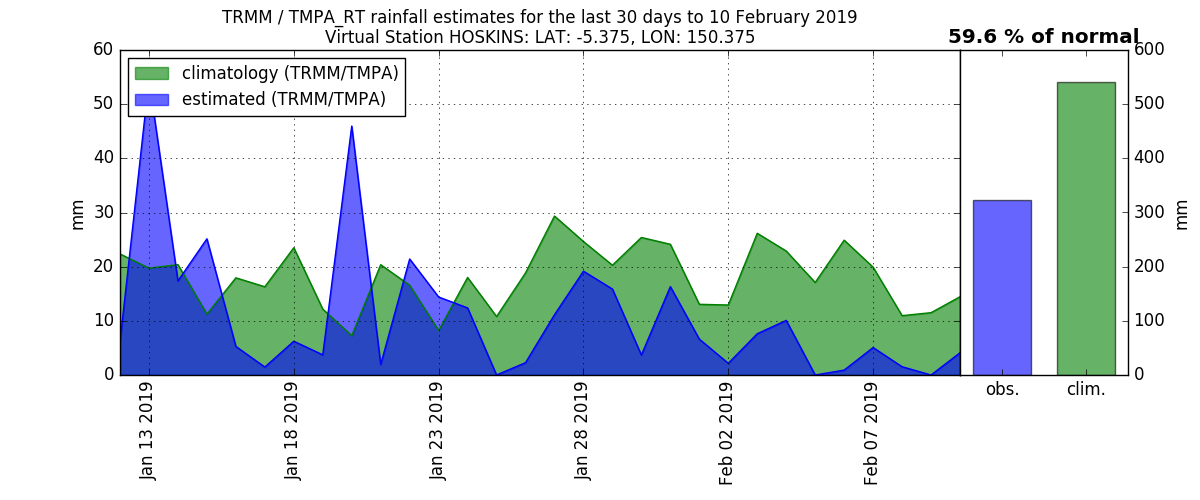 TRMM / TMPA_RT rainfall estimates for the last 30 days to 10 February 2019
Virtual Station HOSKINS: LAT: -5.375, LON: 150.375
59.6 % of normal
climatology (TRMM/TMPA)
estimated (TRMM/TMPA)
60
50
40
30
20
10
0
mm
Jan 13 2019
Jan 18 2019
Jan 23 2019
Jan 28 2019
Feb 02 2019
Feb 07 2019
obs.
clim.
600
500
400
300
200
100
0
mm